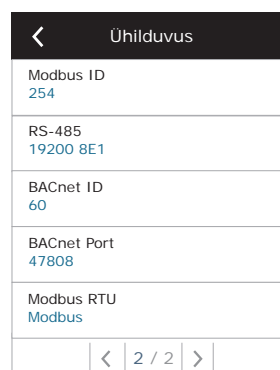 Ühilduvus
Modbus ID
254
RS-485
19200 8E1
BACnet ID
60
BACnet Port
47808
Modbus RTU
Modbus
2 / 2